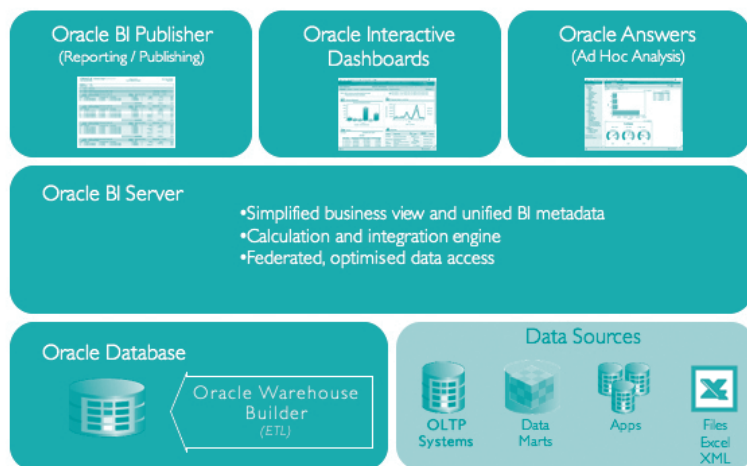 Oracle BI Publisher
(Reporting / Publishing)
Oracle Interactive
Dashboards
Oracle Answers
(Ad Hoc Analysis)
Oracle BI Server
•Simplified business view and unified BI metadata
•Calculation and integration engine
•Federated, optimised data access
Oracle Database
Oracle Warehouse
Builder
(ETL)
Data Sources
OLTP
Systems
Data
Marts
Apps
Files
Excel
XML